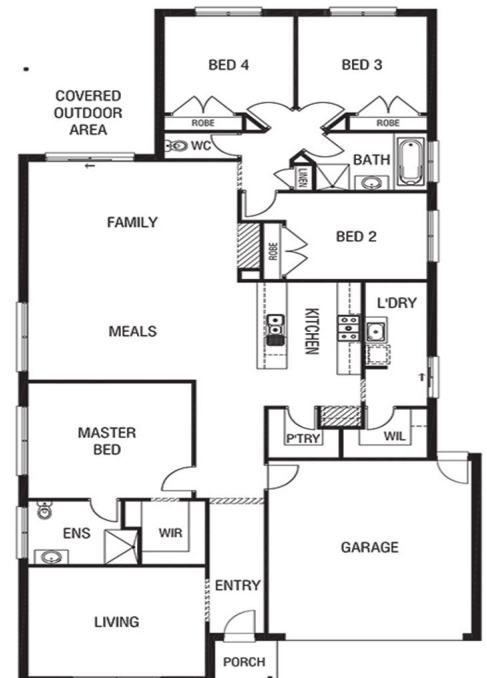 BED 4
BED 3
COVERED
OUTDOOR
AREA
ROBE
ROBE
WC
BATH
LINEN
FAMILY
BED 2
ROBE
L'DRY
KITCHEN
MEALS
MASTER
BED
P'TRY
WIL
ENS
WIR
GARAGE
ENTRY
LIVING
PORCH